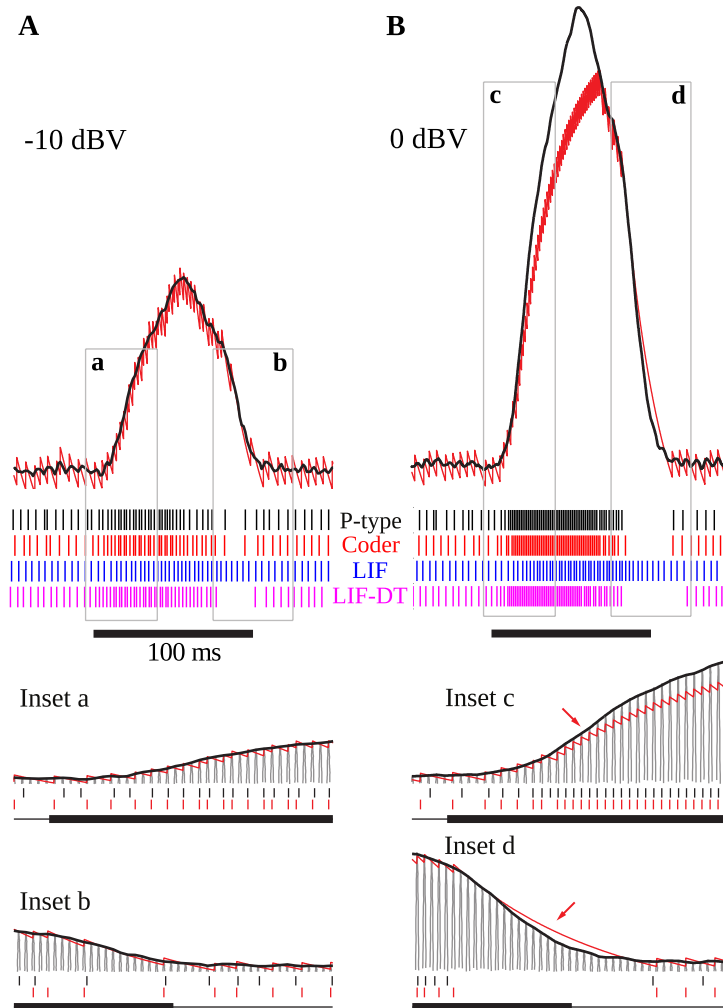 A
B
c
d
-10 dBV
0 dBV
a
b
P-type
Coder
LIF
LIF-DT
100 ms
Inset a
Inset c
Inset d
Inset b